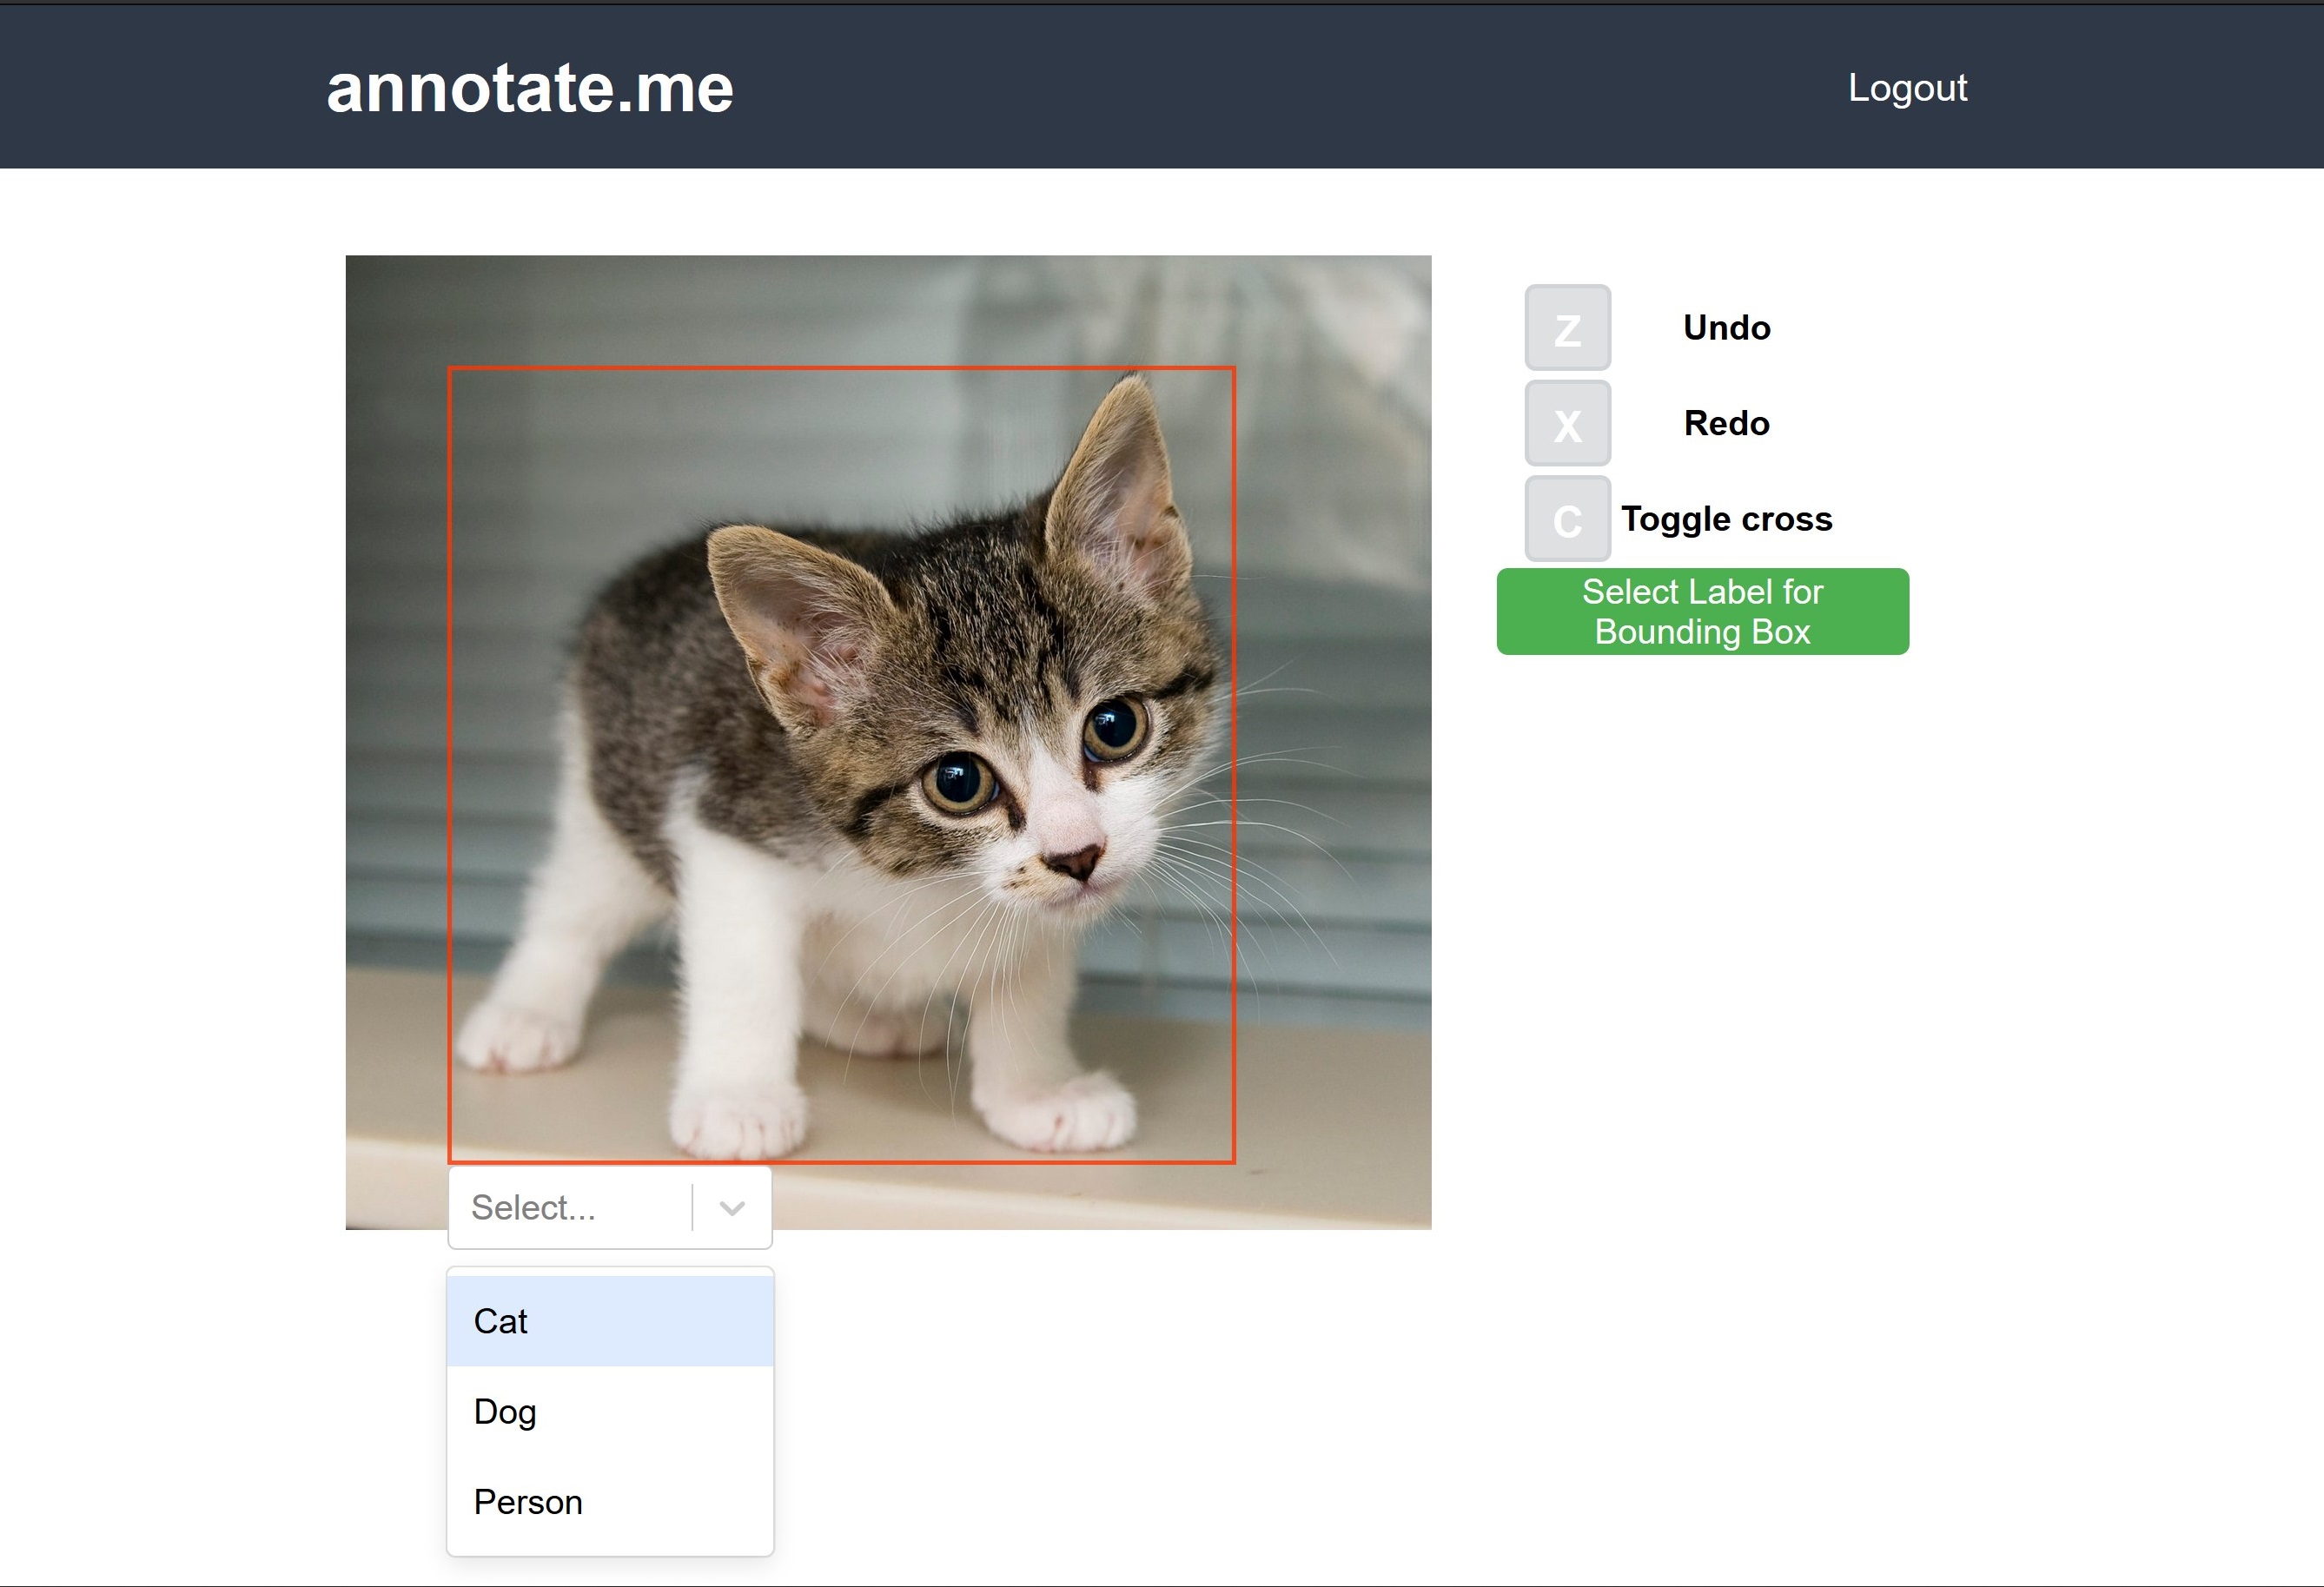 annotate.me
Logout
Z
Undo
X
Redo
C
Toggle cross
Select Label for
Bounding Box
Select...
Cat
Dog
Person